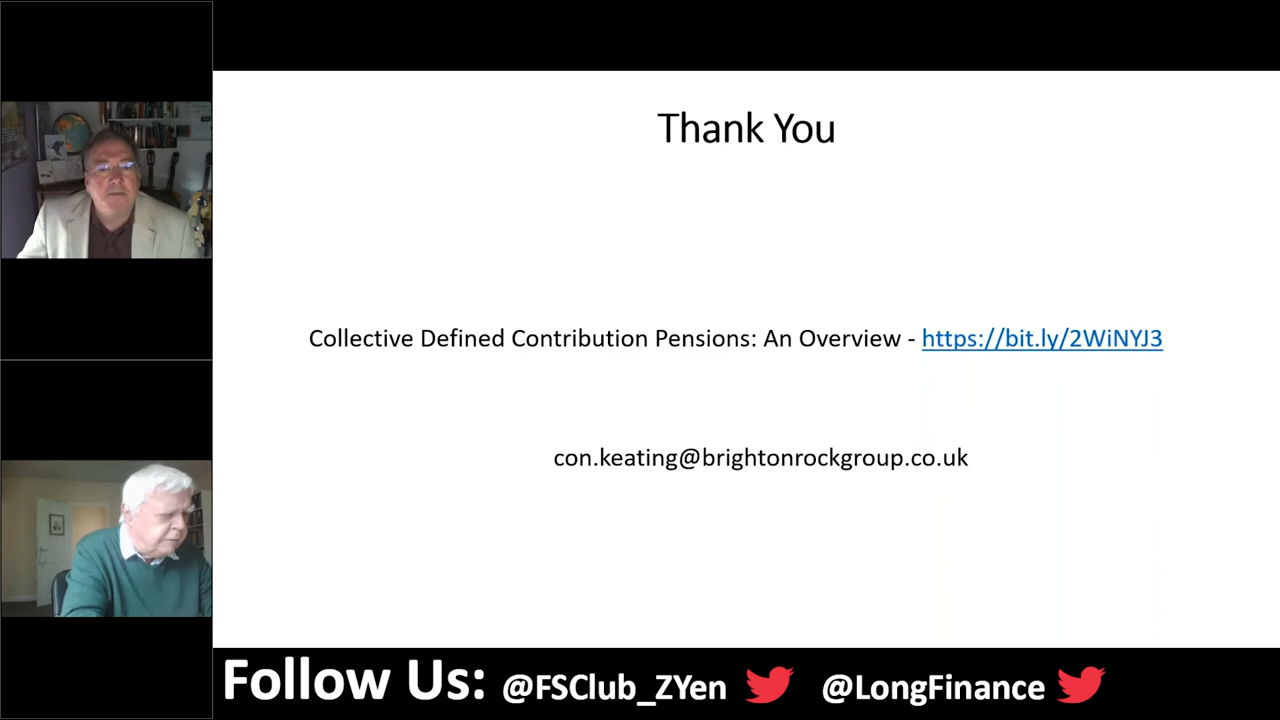 Thank You
Collective Defined Contribution Pensions: An Overview - https://bit.ly/2WiNYJ3
con.keating@brightonrockgroup.co.uk
Follow Us: @FSClub_ZYen @LongFinance